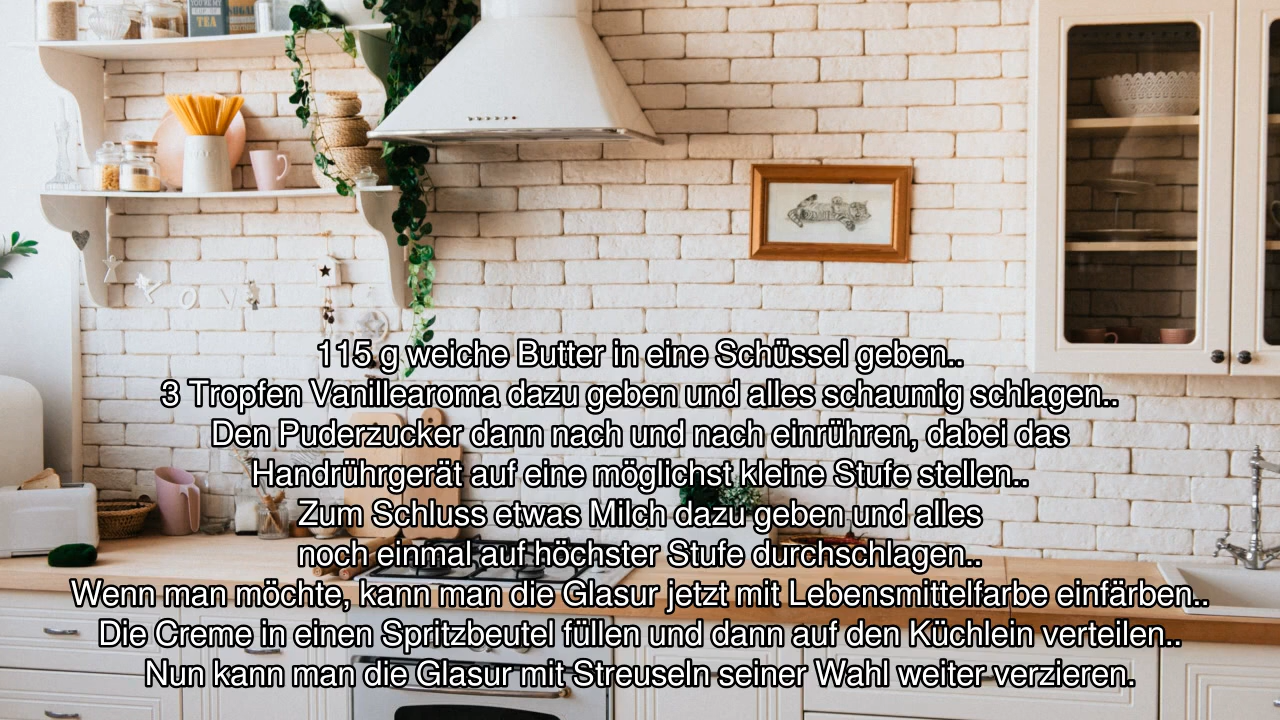 TEA
LOVE
115 g weiche Butter in eine Schüssel geben..
3 Tropfen Vanillearoma dazu geben und alles schaumig schlagen..
Den Puderzucker dann nach und nach einrühren, dabei das
Handrührgerät auf eine möglichst kleine Stufe stellen..
Zum Schluss etwas Milch dazu geben und alles
noch einmal auf höchster Stufe durchschlagen..
Wenn man möchte, kann man die Glasur jetzt mit Lebensmittelfarbe einfärben..
Die Creme in einen Spritzbeutel füllen und dann auf den Küchlein verteilen..
Nun kann man die Glasur mit Streuseln seiner Wahl weiter verzieren.